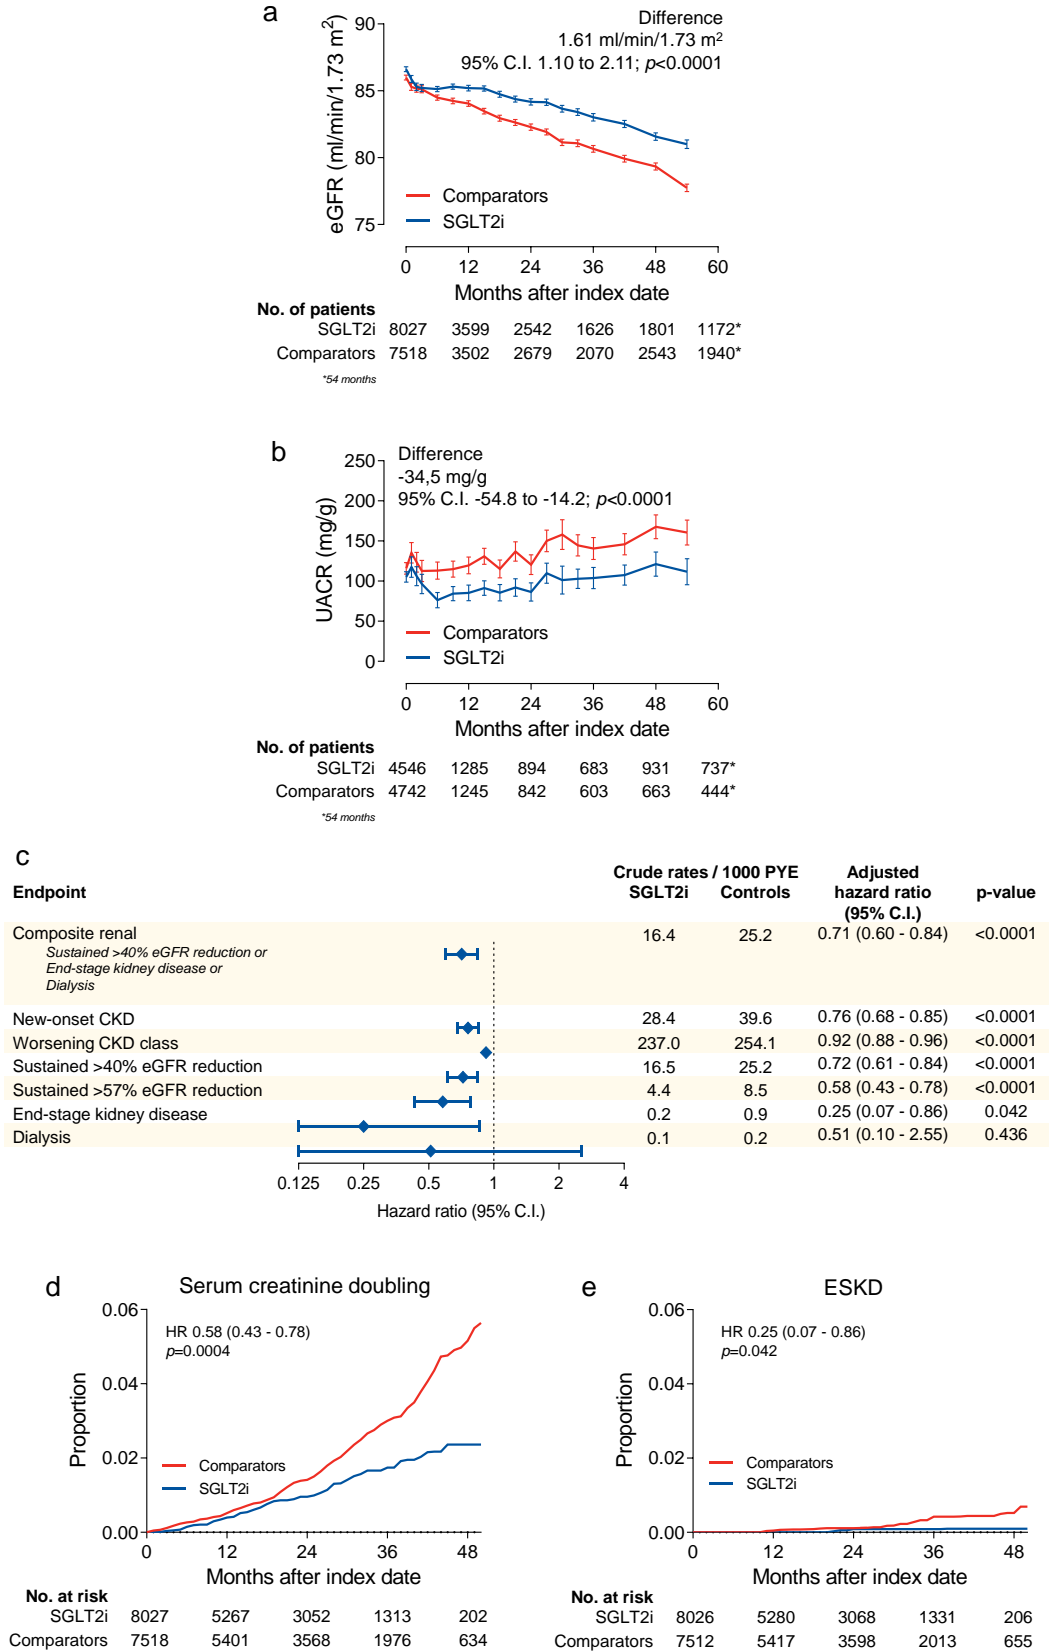 a
Difference
1.61 ml/min/1.73 m²
95% C.I. 1.10 to 2.11; p<0.0001
eGFR (ml/min/1.73 m²)
90
85
80
75
Comparators
SGLT2i
0 12 24 36 48 60
Months after index date
No. of patients
SGLT2i 8027 3599 2542 1626 1801 1172*
Comparators 7518 3502 2679 2070 2543 1940*
*54 months
b
Difference
-34,5 mg/g
95% C.I. -54.8 to -14.2; p<0.0001
UACR (mg/g)
250
200
150
100
50
0
Comparators
SGLT2i
0 12 24 36 48 60
Months after index date
No. of patients
SGLT2i 4546 1285 894 683 931 737*
Comparators 4742 1245 842 603 663 444*
*54 months
c
Crude rates / 1000 PYE Adjusted
Endpoint SGLT2i Controls hazard ratio p-value
(95% C.I.)
Composite renal 16.4 25.2 0.71 (0.60 - 0.84) <0.0001
Sustained >40% eGFR reduction or
End-stage kidney disease or
Dialysis
New-onset CKD 28.4 39.6 0.76 (0.68 - 0.85) <0.0001
Worsening CKD class 237.0 254.1 0.92 (0.88 - 0.96) <0.0001
Sustained >40% eGFR reduction 16.5 25.2 0.72 (0.61 - 0.84) <0.0001
Sustained >57% eGFR reduction 4.4 8.5 0.58 (0.43 - 0.78) <0.0001
End-stage kidney disease 0.2 0.9 0.25 (0.07 - 0.86) 0.042
Dialysis 0.1 0.2 0.51 (0.10 - 2.55) 0.436
0.125 0.25 0.5 1 2 4
Hazard ratio (95% C.I.)
d
Serum creatinine doubling
HR 0.58 (0.43 - 0.78)
p=0.0004
Proportion
0.06
0.04
0.02
0.00
Comparators
SGLT2i
0 12 24 36 48
Months after index date
No. at risk
SGLT2i 8027 5267 3052 1313 202
Comparators 7518 5401 3568 1976 634
e
ESKD
HR 0.25 (0.07 - 0.86)
p=0.042
Proportion
0.06
0.04
0.02
0.00
Comparators
SGLT2i
0 12 24 36 48
Months after index date
No. at risk
SGLT2i 8026 5280 3068 1331 206
Comparators 7512 5417 3598 2013 655